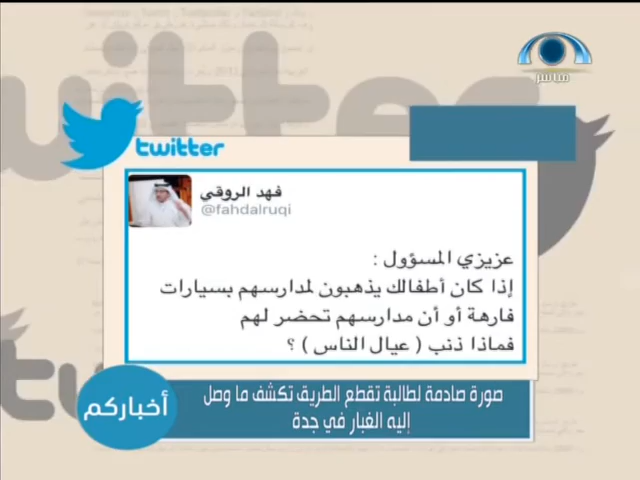 مباشر
twitter
فهد الروقي
@fahdalruqi
عزيزي المسؤول :
إذا كان أطفالك يذهبون لمدارسهم بسيارات
فارهة أو أن مدارسهم تحضر لهم
فماذا ذنب ( عيال الناس ) ؟
أخباركم
صورة صادمة لطالبة تقطع الطريق تكشف ما وصل
إليه الغبار في جدة